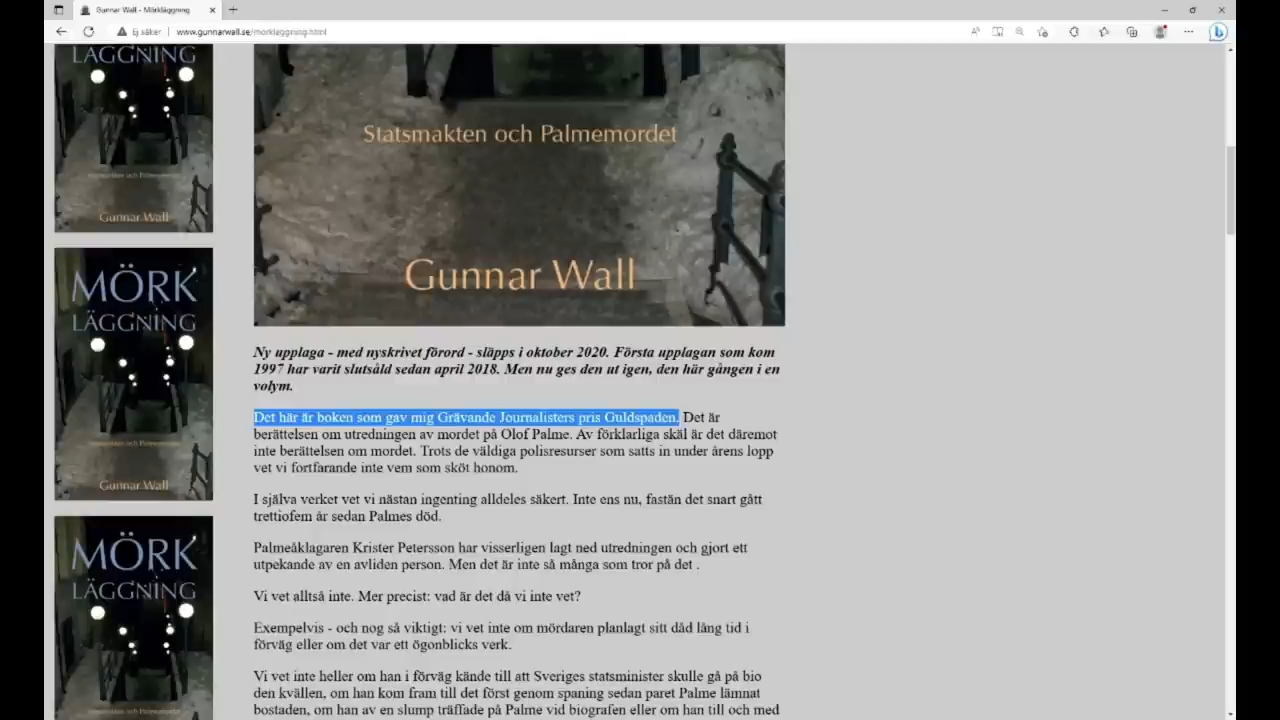 Gunnar Wall - Mörkläggning
Ej säker
www.gunnarwall.se/morklaggning.html
LÄGGNING
Statsmakten och Palmemordet
Gunnar Wall
MÖRK
LÄGGNING
Statsmakten och Palmemordet
Gunnar Wall
MÖRK
LÄGGNING
Statsmakten och Palmemordet
Statsmakten och Palmemordet
Gunnar Wall
Ny upplaga - med nyskrivet förord - släpps i oktober 2020. Första upplagan som kom
1997 har varit slutsåld sedan april 2018. Men nu ges den ut igen, den här gången i en
volym.
Det här är boken som gav mig Grävande Journalisters pris Guldspaden. Det är
berättelsen om utredningen av mordet på Olof Palme. Av förklarliga skäl är det däremot
inte berättelsen om mordet. Trots de väldiga polisresurser som satts in under årens lopp
vet vi fortfarande inte vem som sköt honom.
I själva verket vet vi nästan ingenting alldeles säkert. Inte ens nu, fastän det snart gått
trettiofem år sedan Palmes död.
Palmeåklagaren Krister Petersson har visserligen lagt ned utredningen och gjort ett
utpekande av en avliden person. Men det är inte så många som tror på det .
Vi vet alltså inte. Mer precist: vad är det då vi inte vet?
Exempelvis - och nog så viktigt: vi vet inte om mördaren planlagt sitt dåd lång tid i
förväg eller om det var ett ögonblicks verk.
Vi vet inte heller om han i förväg kände till att Sveriges statsminister skulle gå på bio
den kvällen, om han kom fram till det först genom spaning sedan paret Palme lämnat
bostaden, om han av en slump träffade på Palme vid biografen eller om han till och med